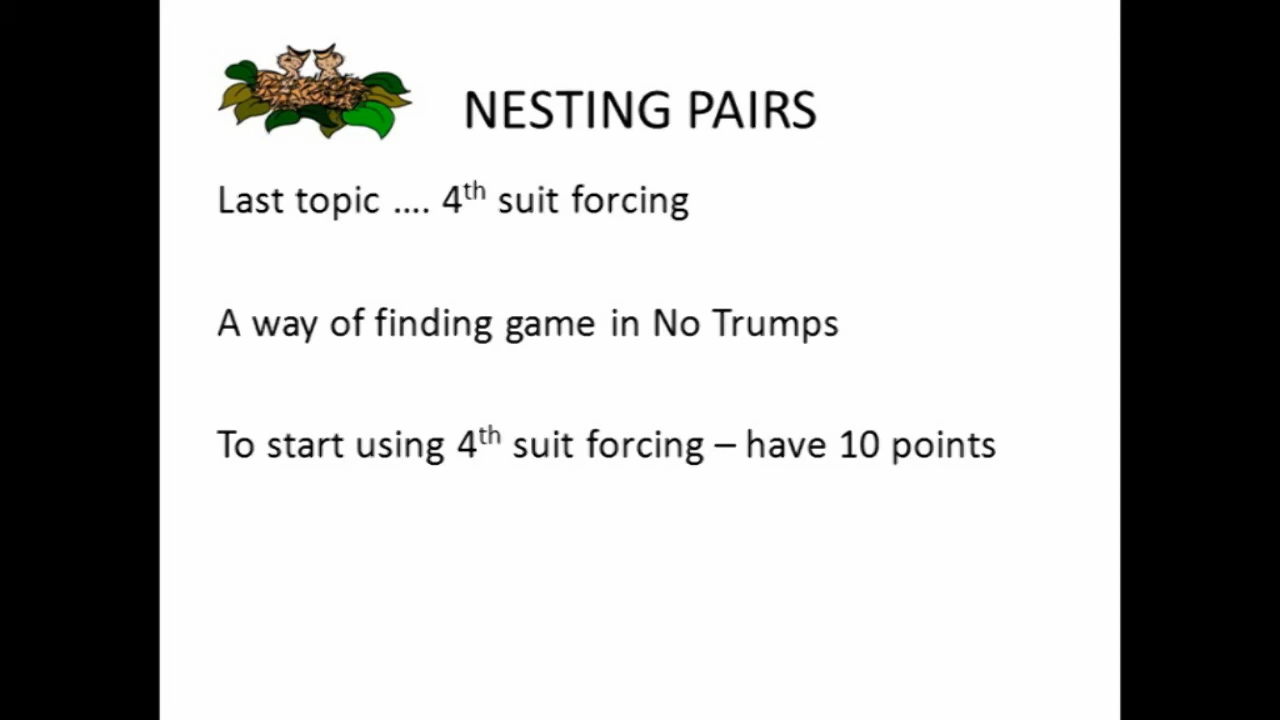 NESTING PAIRS
Last topic .... 4th suit forcing
A way of finding game in No Trumps
To start using 4th suit forcing – have 10 points